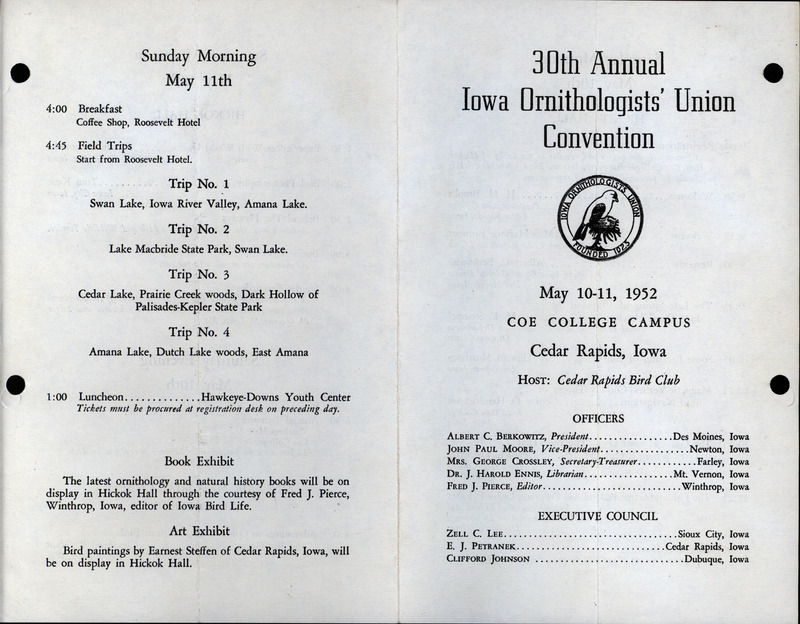 Sunday Morning
May 11th
4:00 Breakfast
Coffee Shop, Roosevelt Hotel
4:45 Field Trips
Start from Roosevelt Hotel.
Trip No. 1
Swan Lake, Iowa River Valley, Amana Lake.
Trip No. 2
Lake Macbride State Park, Swan Lake.
Trip No. 3
Cedar Lake, Prairie Creek woods, Dark Hollow of
Palisades-Kepler State Park
Trip No. 4
Amana Lake, Dutch Lake woods, East Amana
1:00 Luncheon..............Hawkeye-Downs Youth Center
Tickets must be procured at registration desk on preceding day.
Book Exhibit
The latest ornithology and natural history books will be on
display in Hickok Hall through the courtesy of Fred J. Pierce,
Winthrop, Iowa, editor of Iowa Bird Life.
Art Exhibit
Bird paintings by Earnest Steffen of Cedar Rapids, Iowa, will
be on display in Hickok Hall.
30th Annual
Iowa Ornithologists' Union
Convention
IOWA ORNITHOLOGISTS UNION
FOUNDED 1923
May 10-11, 1952
COE COLLEGE CAMPUS
Cedar Rapids, Iowa
HOST: Cedar Rapids Bird Club
OFFICERS
ALBERT C. BERKOWITZ, President................Des Moines, Iowa
JOHN PAUL MOORE, Vice-President.................Newton, Iowa
MRS. GEORGE CROSSLEY, Secretary-Treasurer............Farley, Iowa
DR. J. HAROLD ENNIS, Librarian.................Mt. Vernon, Iowa
FRED J. PIERCE, Editor...........................Winthrop, Iowa
EXECUTIVE COUNCIL
ZELL C. LEE..................................Sioux City, Iowa
E. J. PETRANEK.............................Cedar Rapids, Iowa
CLIFFORD JOHNSON .............................Dubuque, Iowa